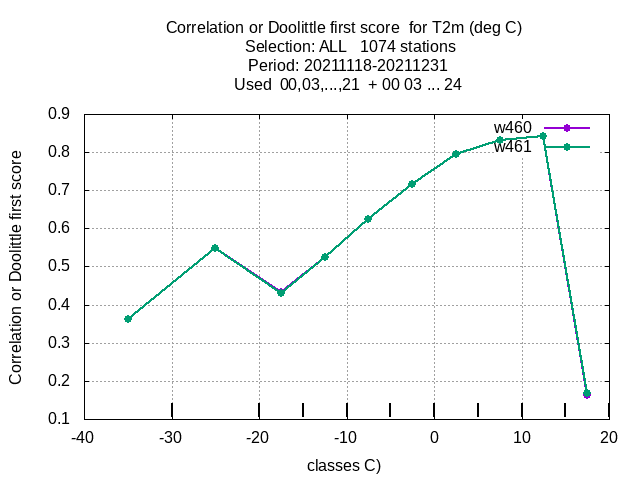 Correlation or Doolittle first score  for T2m (deg C)
Selection: ALL   1074 stations
Period: 20211118-20211231
Used  00,03,...,21  + 00 03 ... 24
Correlation or Doolittle first score
0.9
0.8
0.7
0.6
0.5
0.4
0.3
0.2
0.1
w460
w461
-40 -30 -20 -10 0 10 20
classes C)